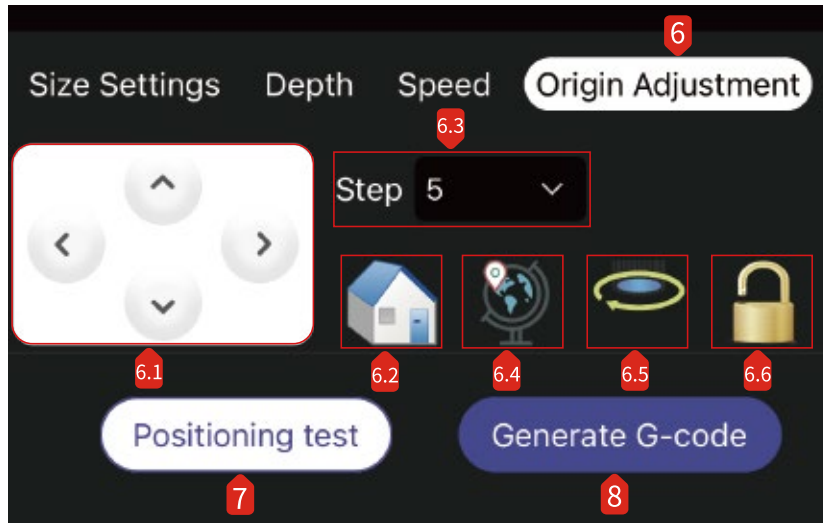 6
Size Settings Depth Speed Origin Adjustment
6.3
Step 5
6.1 6.2 6.4 6.5 6.6
Positioning test Generate G-code
7 8